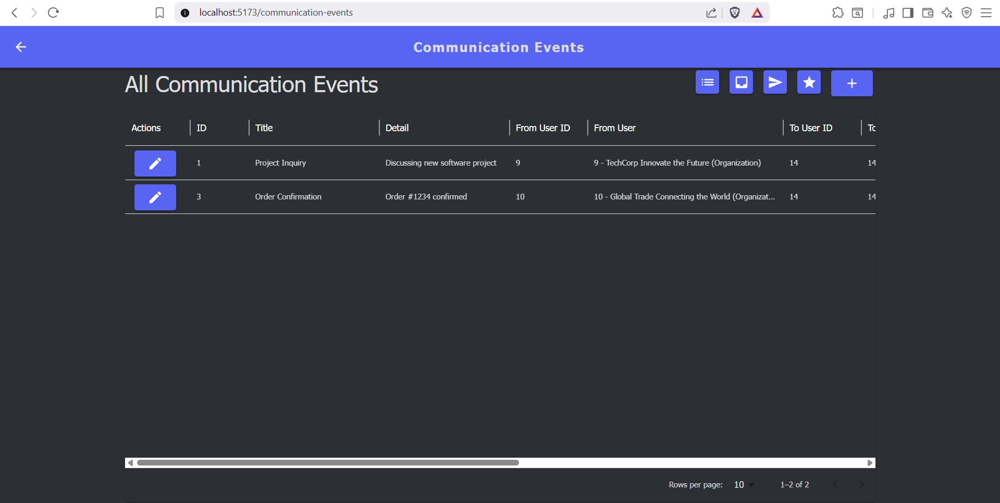 localhost:5173/communication-events
Communication Events
All Communication Events
Actions ID Title Detail From User ID From User To User ID To
1 Project Inquiry Discussing new software project 9 9 - TechCorp Innovate the Future (Organization) 14 14
3 Order Confirmation Order #1234 confirmed 10 10 - Global Trade Connecting the World (Organizat... 14 14
Rows per page: 10 1–2 of 2